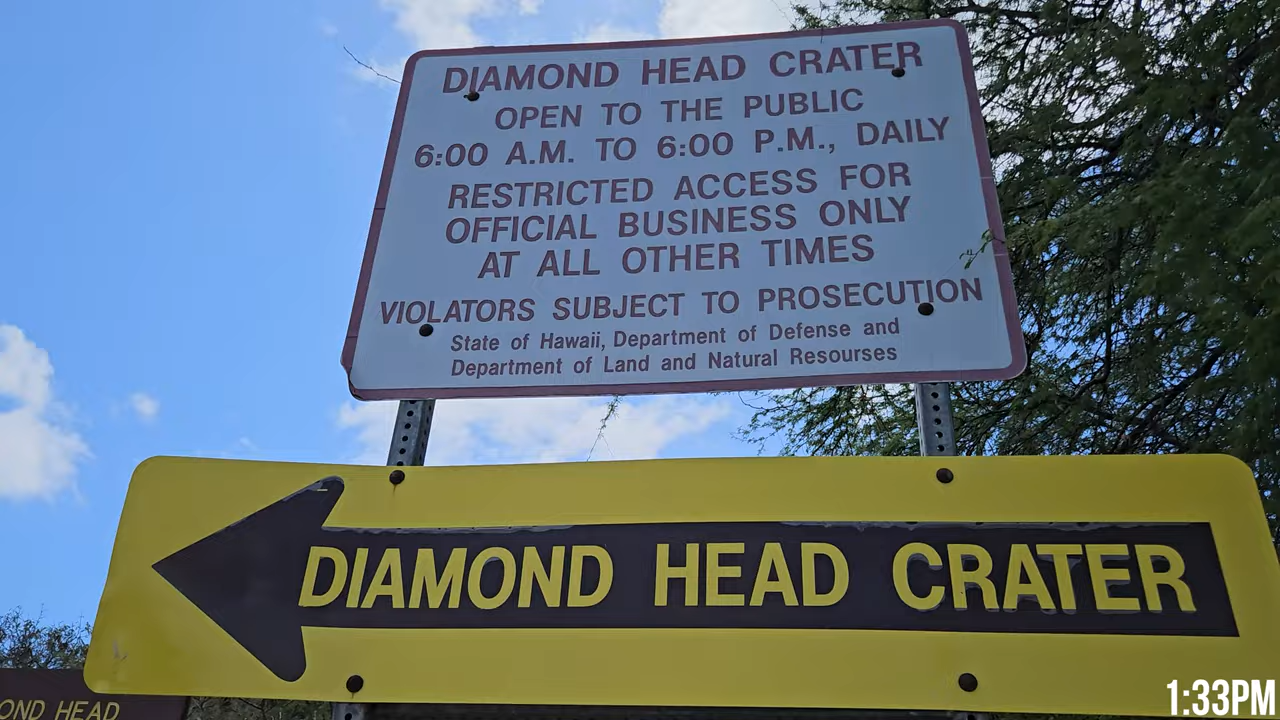 DIAMOND HEAD CRATER
OPEN TO THE PUBLIC
6:00 A.M. TO 6:00 P.M., DAILY
RESTRICTED ACCESS FOR
OFFICIAL BUSINESS ONLY
AT ALL OTHER TIMES
VIOLATORS SUBJECT TO PROSECUTION
State of Hawaii, Department of Defense and
Department of Land and Natural Resourses
DIAMOND HEAD CRATER
OND HEAD
1:33PM